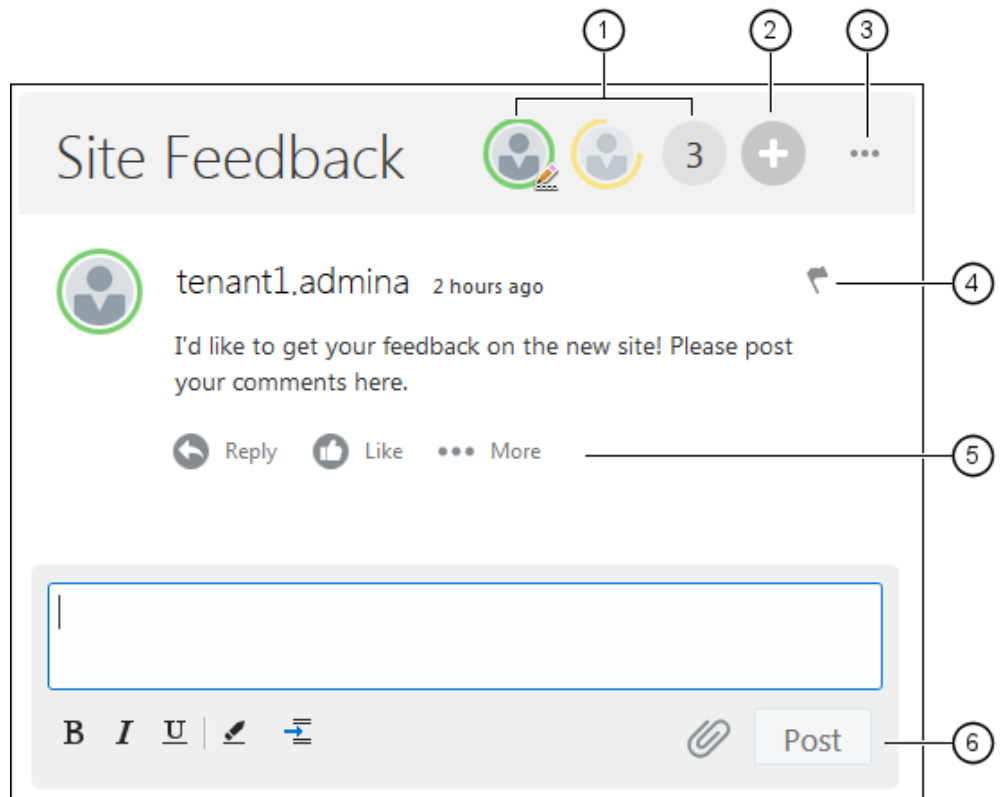 1 2 3
Site Feedback 3
tenant1.admina 2 hours ago
4
I'd like to get your feedback on the new site! Please post
your comments here.
Reply Like More
5
B I U
Post
6